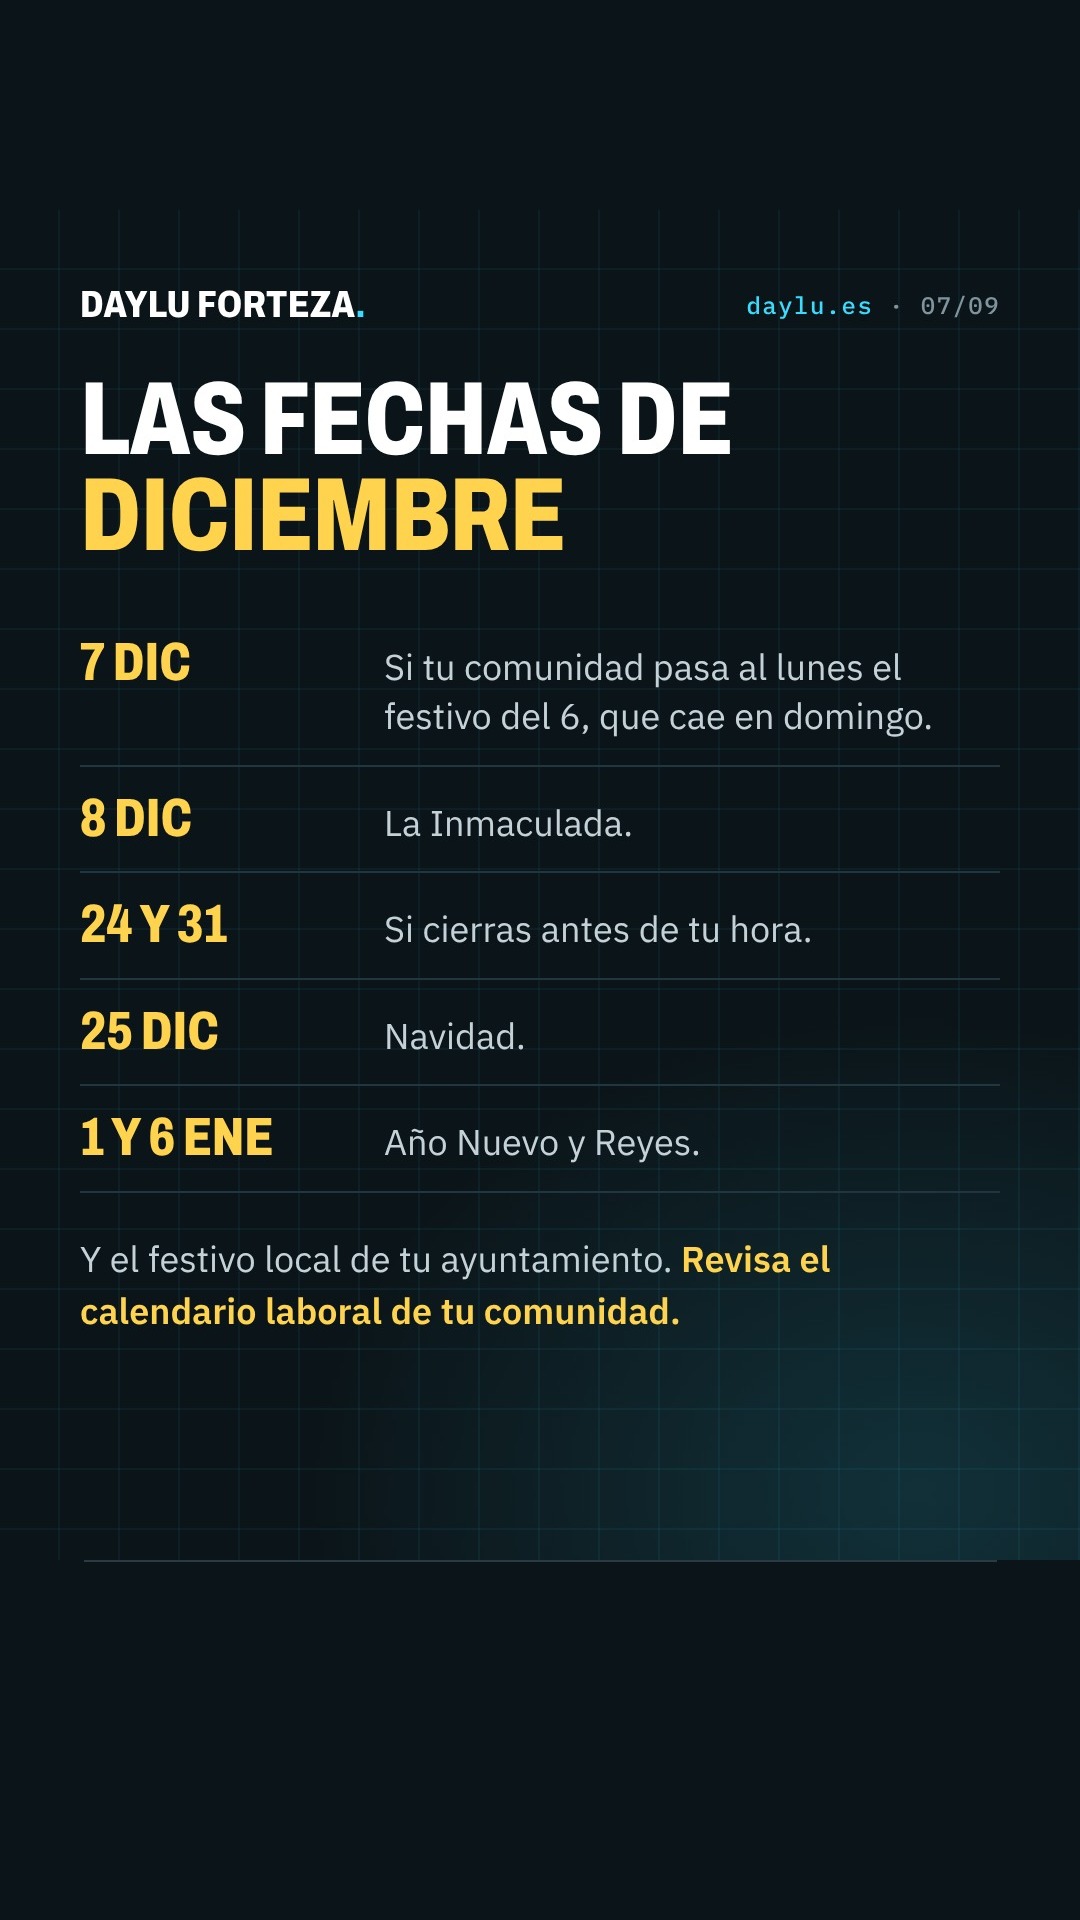 DAYLU FORTEZA.
daylu.es · 07/09
LAS FECHAS DE
DICIEMBRE
7 DIC
Si tu comunidad pasa al lunes el
festivo del 6, que cae en domingo.
8 DIC
La Inmaculada.
24 Y 31
Si cierras antes de tu hora.
25 DIC
Navidad.
1 Y 6 ENE
Año Nuevo y Reyes.
Y el festivo local de tu ayuntamiento. Revisa el
calendario laboral de tu comunidad.